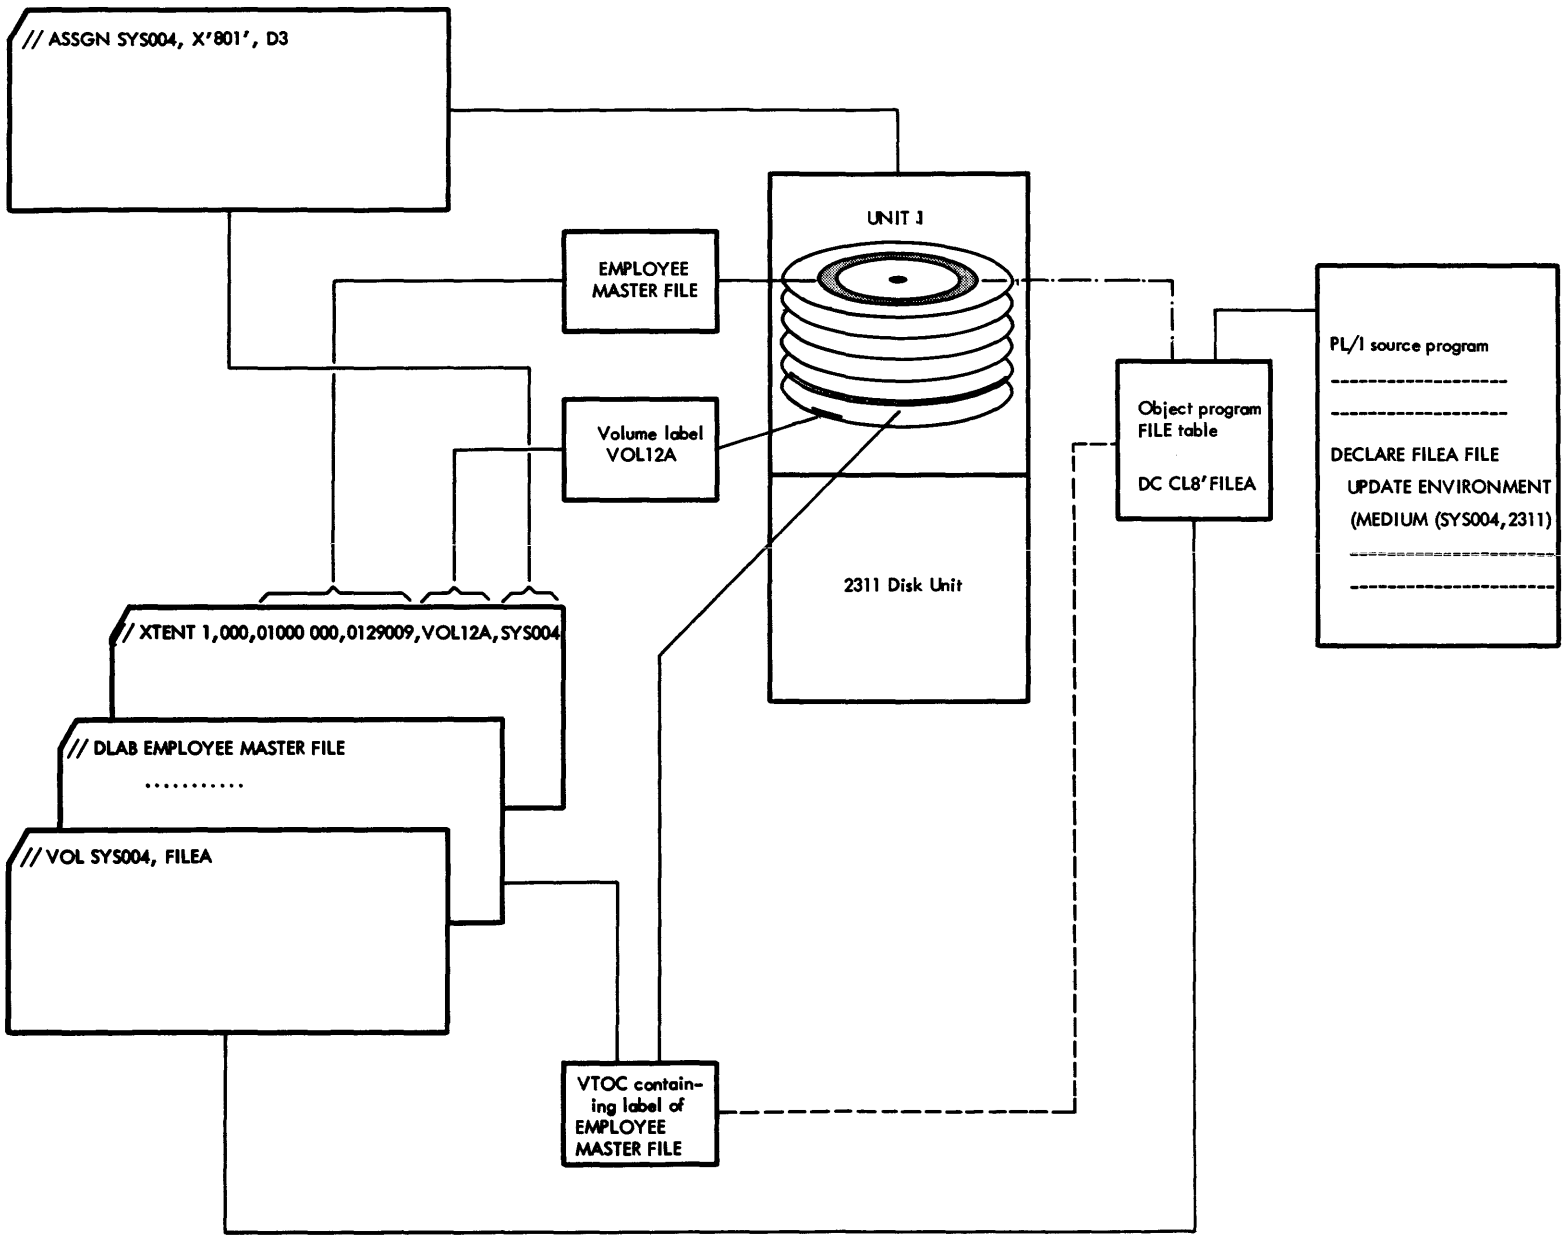 // ASSGN SYS004, X'801', D3
UNIT 1
EMPLOYEE
MASTER FILE
Volume label
VOL12A
2311 Disk Unit
Object program
FILE table
DC CL8'FILEA
PL/I source program
DECLARE FILEA FILE
UPDATE ENVIRONMENT
(MEDIUM (SYS004,2311)
// XTENT 1,000,01000 000,0129009,VOL12A,SYS004
// DLAB EMPLOYEE MASTER FILE
...........
// VOL SYS004, FILEA
VTOC contain-
ing label of
EMPLOYEE
MASTER FILE